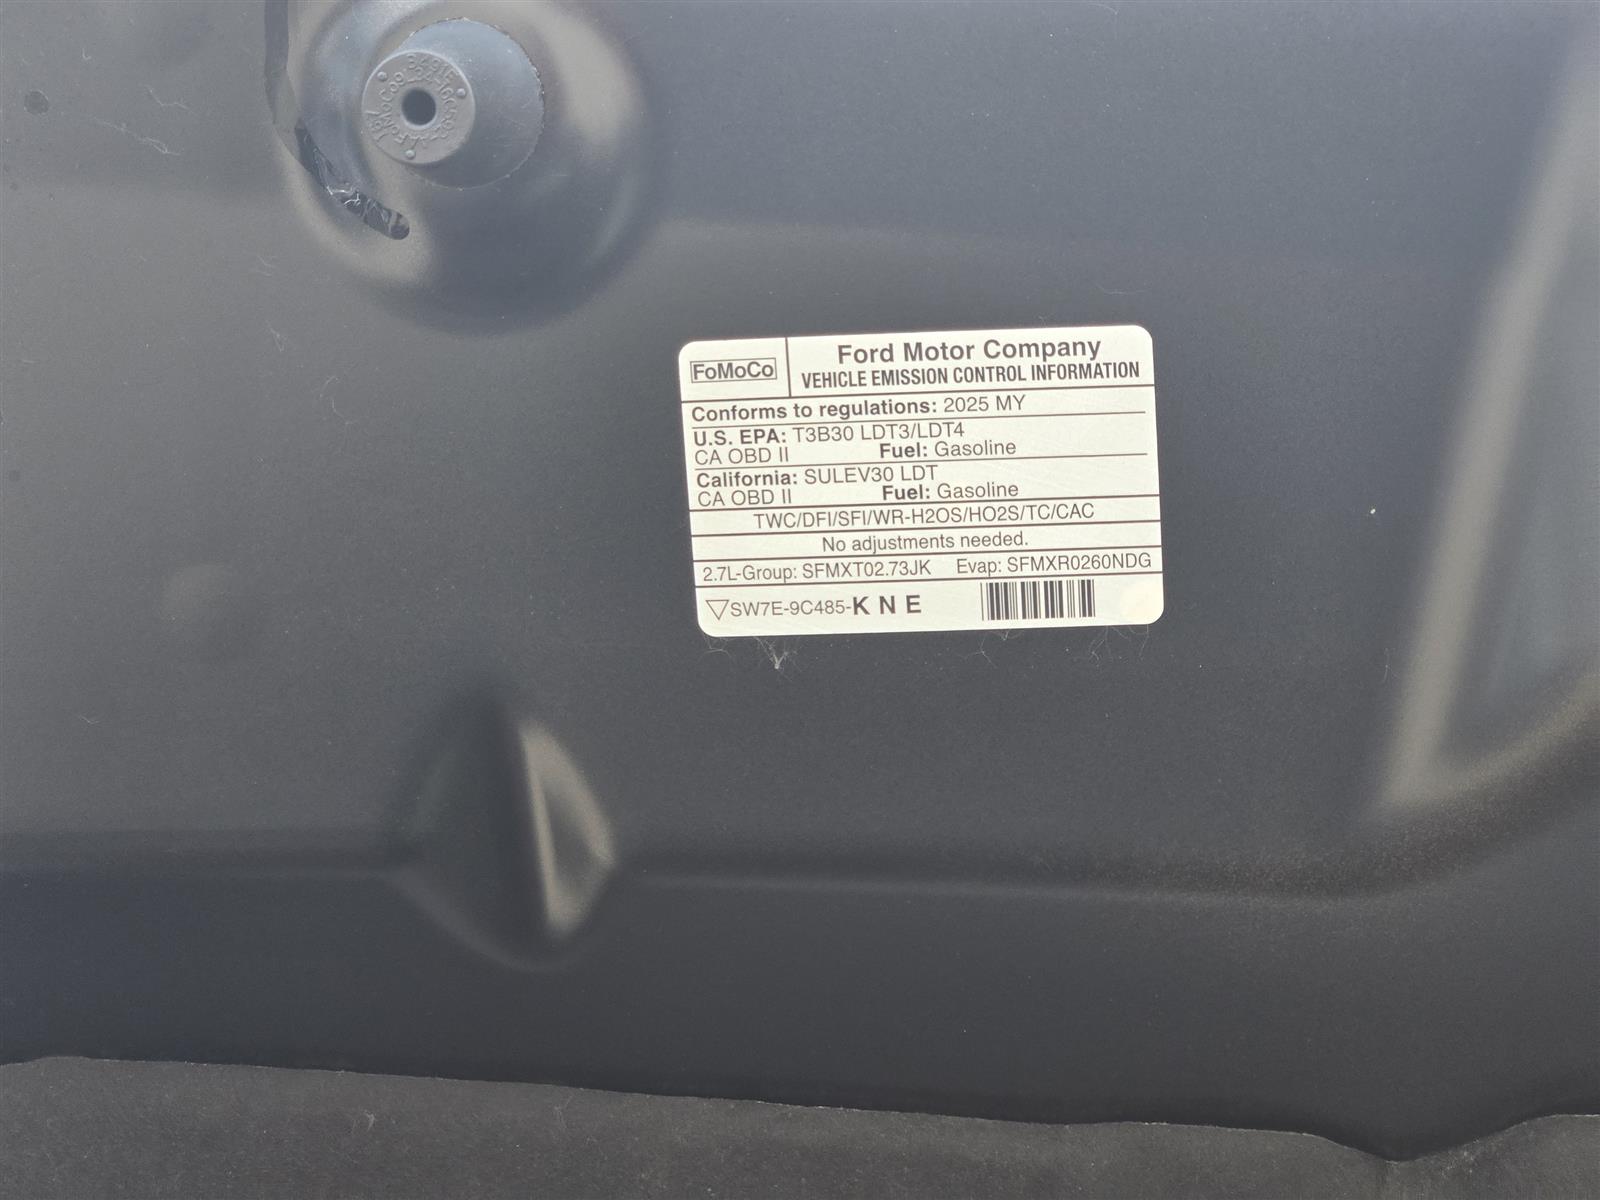 FoMoCo
Ford Motor Company
VEHICLE EMISSION CONTROL INFORMATION
Conforms to regulations: 2025 MY
U.S. EPA: T3B30 LDT3/LDT4
CA OBD II Fuel: Gasoline
California: SULEV30 LDT
CA OBD II Fuel: Gasoline
TWC/DFI/SFI/WR-H2OS/HO2S/TC/CAC
No adjustments needed.
2.7L-Group: SFMXT02.73JK Evap: SFMXR0260NDG
SW7E-9C485-K N E